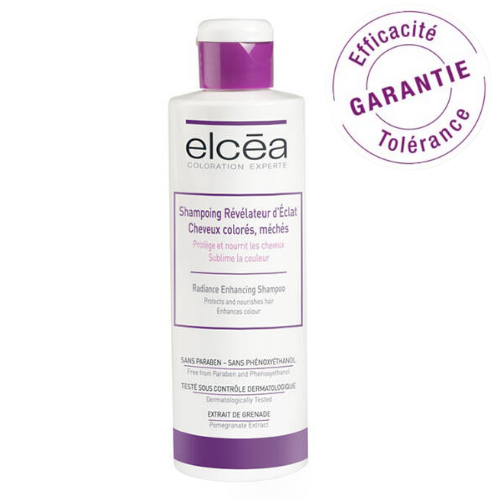 Efficacité
GARANTIE
Tolérance
elcēa
COLORATION EXPERTE
Shampoing Révélateur d'Éclat
Cheveux colorés, méchés
Protège et nourrit les cheveux
Sublime la couleur
Radiance Enhancing Shampoo
Protects and nourishes hair
Enhances colour
SANS PARABEN – SANS PHÉNOXYÉTHANOL
Free from Paraben and Phenoxyethanol
TESTÉ SOUS CONTRÔLE DERMATOLOGIQUE
Dermatologically Tested
EXTRAIT DE GRENADE
Pomegranate Extract